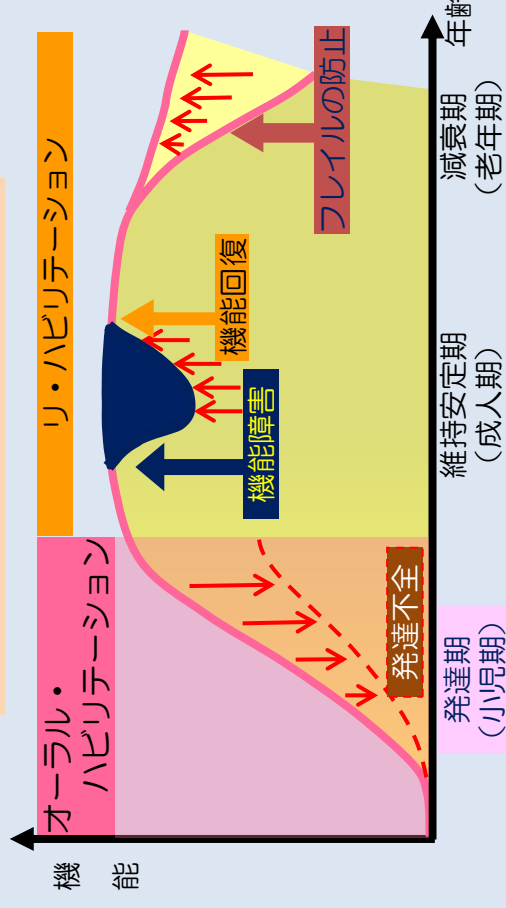 オーラル・
ハビリテーション
リ・ハビリテーション
機
能
機能障害
機能回復
フレイルの防止
発達不全
発達期
（小児期）
維持安定期
（成人期）
減衰期
（老年期）
年齢